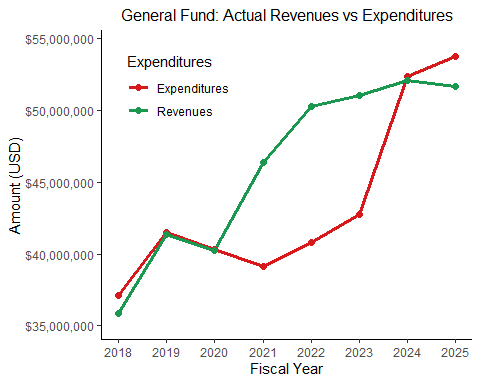 General Fund: Actual Revenues vs Expenditures
$55,000,000
$50,000,000
$45,000,000
$40,000,000
$35,000,000
Amount (USD)
Expenditures
Expenditures
Revenues
2018 2019 2020 2021 2022 2023 2024 2025
Fiscal Year